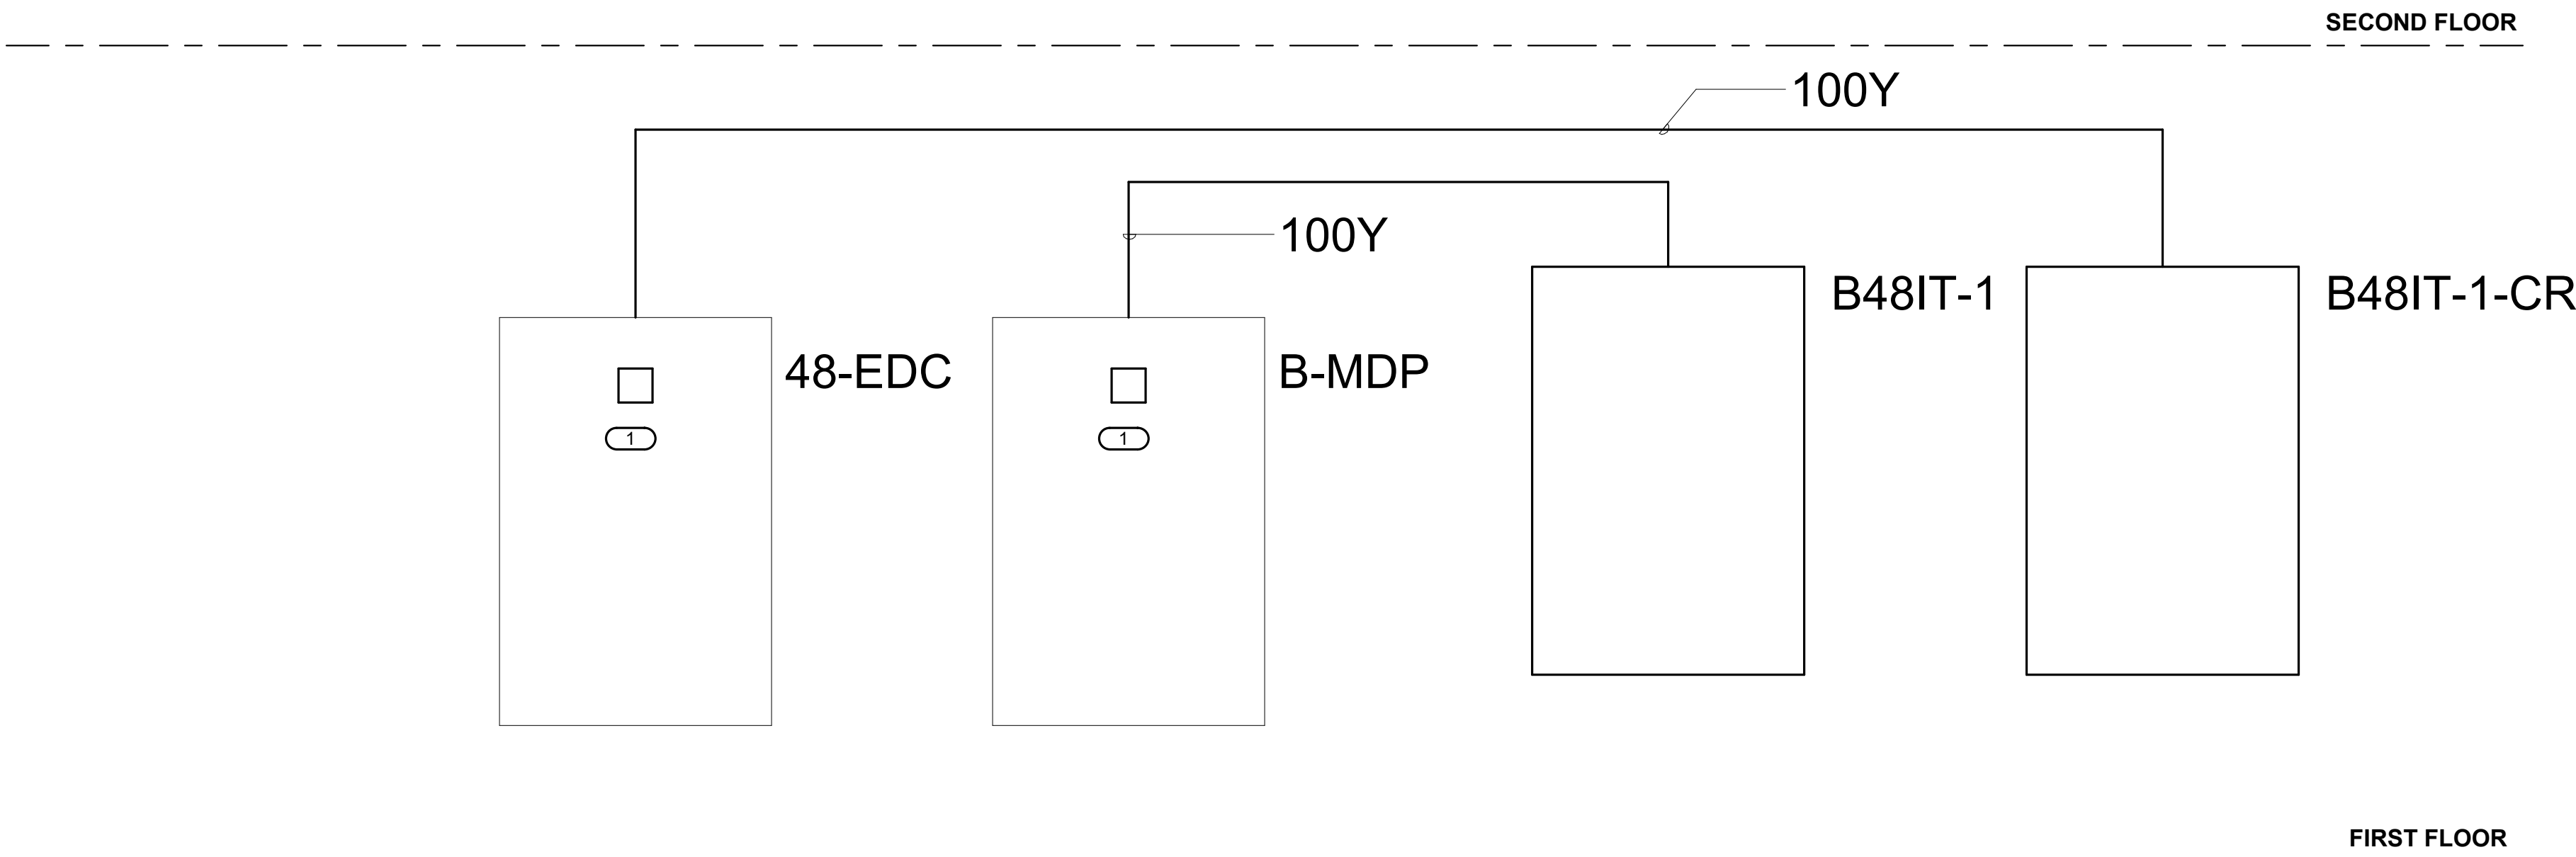 SECOND FLOOR
100Y
100Y
B48IT-1
B48IT-1-CR
48-EDC
B-MDP
1
1
FIRST FLOOR